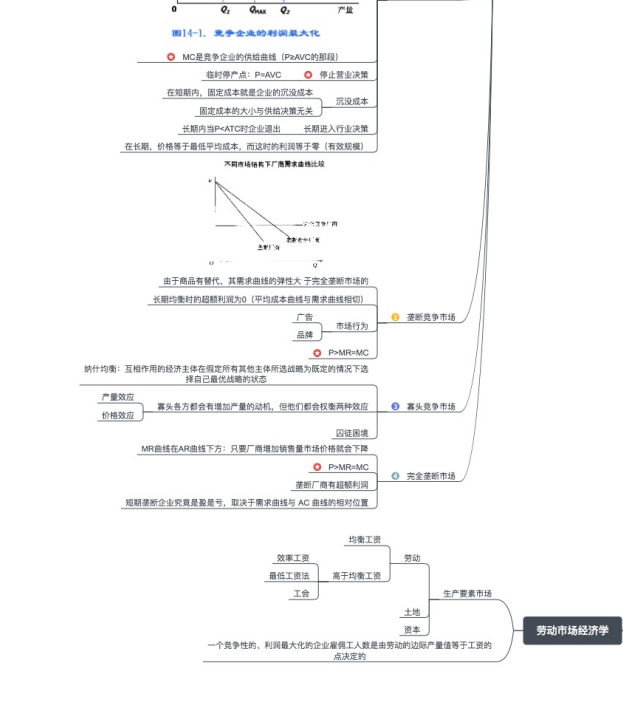 0 Q₁ QMAX Q₂ 产量
图14-1. 竞争企业的利润最大化
MC是竞争企业的供给曲线（P≥AVC的那段）
临时停产点：P=AVC
停止营业决策
在短期内，固定成本就是企业的沉没成本
沉没成本
固定成本的大小与供给决策无关
长期内当P<ATC时企业退出
长期进入行业决策
在长期，价格等于最低平均成本，而这时的利润等于零（有效规模）
不同市场结构下厂商需求曲线比较
由于商品有替代，其需求曲线的弹性大 于完全垄断市场的
长期均衡时的超额利润为0（平均成本曲线与需求曲线相切）
广告
市场行为
品牌
P>MR=MC
2 垄断竞争市场
纳什均衡：互相作用的经济主体在假定所有其他主体所选战略为既定的情况下选
择自己最优战略的状态
产量效应
价格效应
寡头各方都会有增加产量的动机，但他们都会权衡两种效应
囚徒困境
3 寡头竞争市场
MR曲线在AR曲线下方：只要厂商增加销售量市场价格就会下降
P>MR=MC
垄断厂商有超额利润
短期垄断企业究竟是盈是亏，取决于需求曲线与 AC 曲线的相对位置
4 完全垄断市场
均衡工资
劳动
效率工资
最低工资法
高于均衡工资
工会
生产要素市场
土地
资本
一个竞争性的、利润最大化的企业雇佣工人数是由劳动的边际产量值等于工资的
点决定的
劳动市场经济学